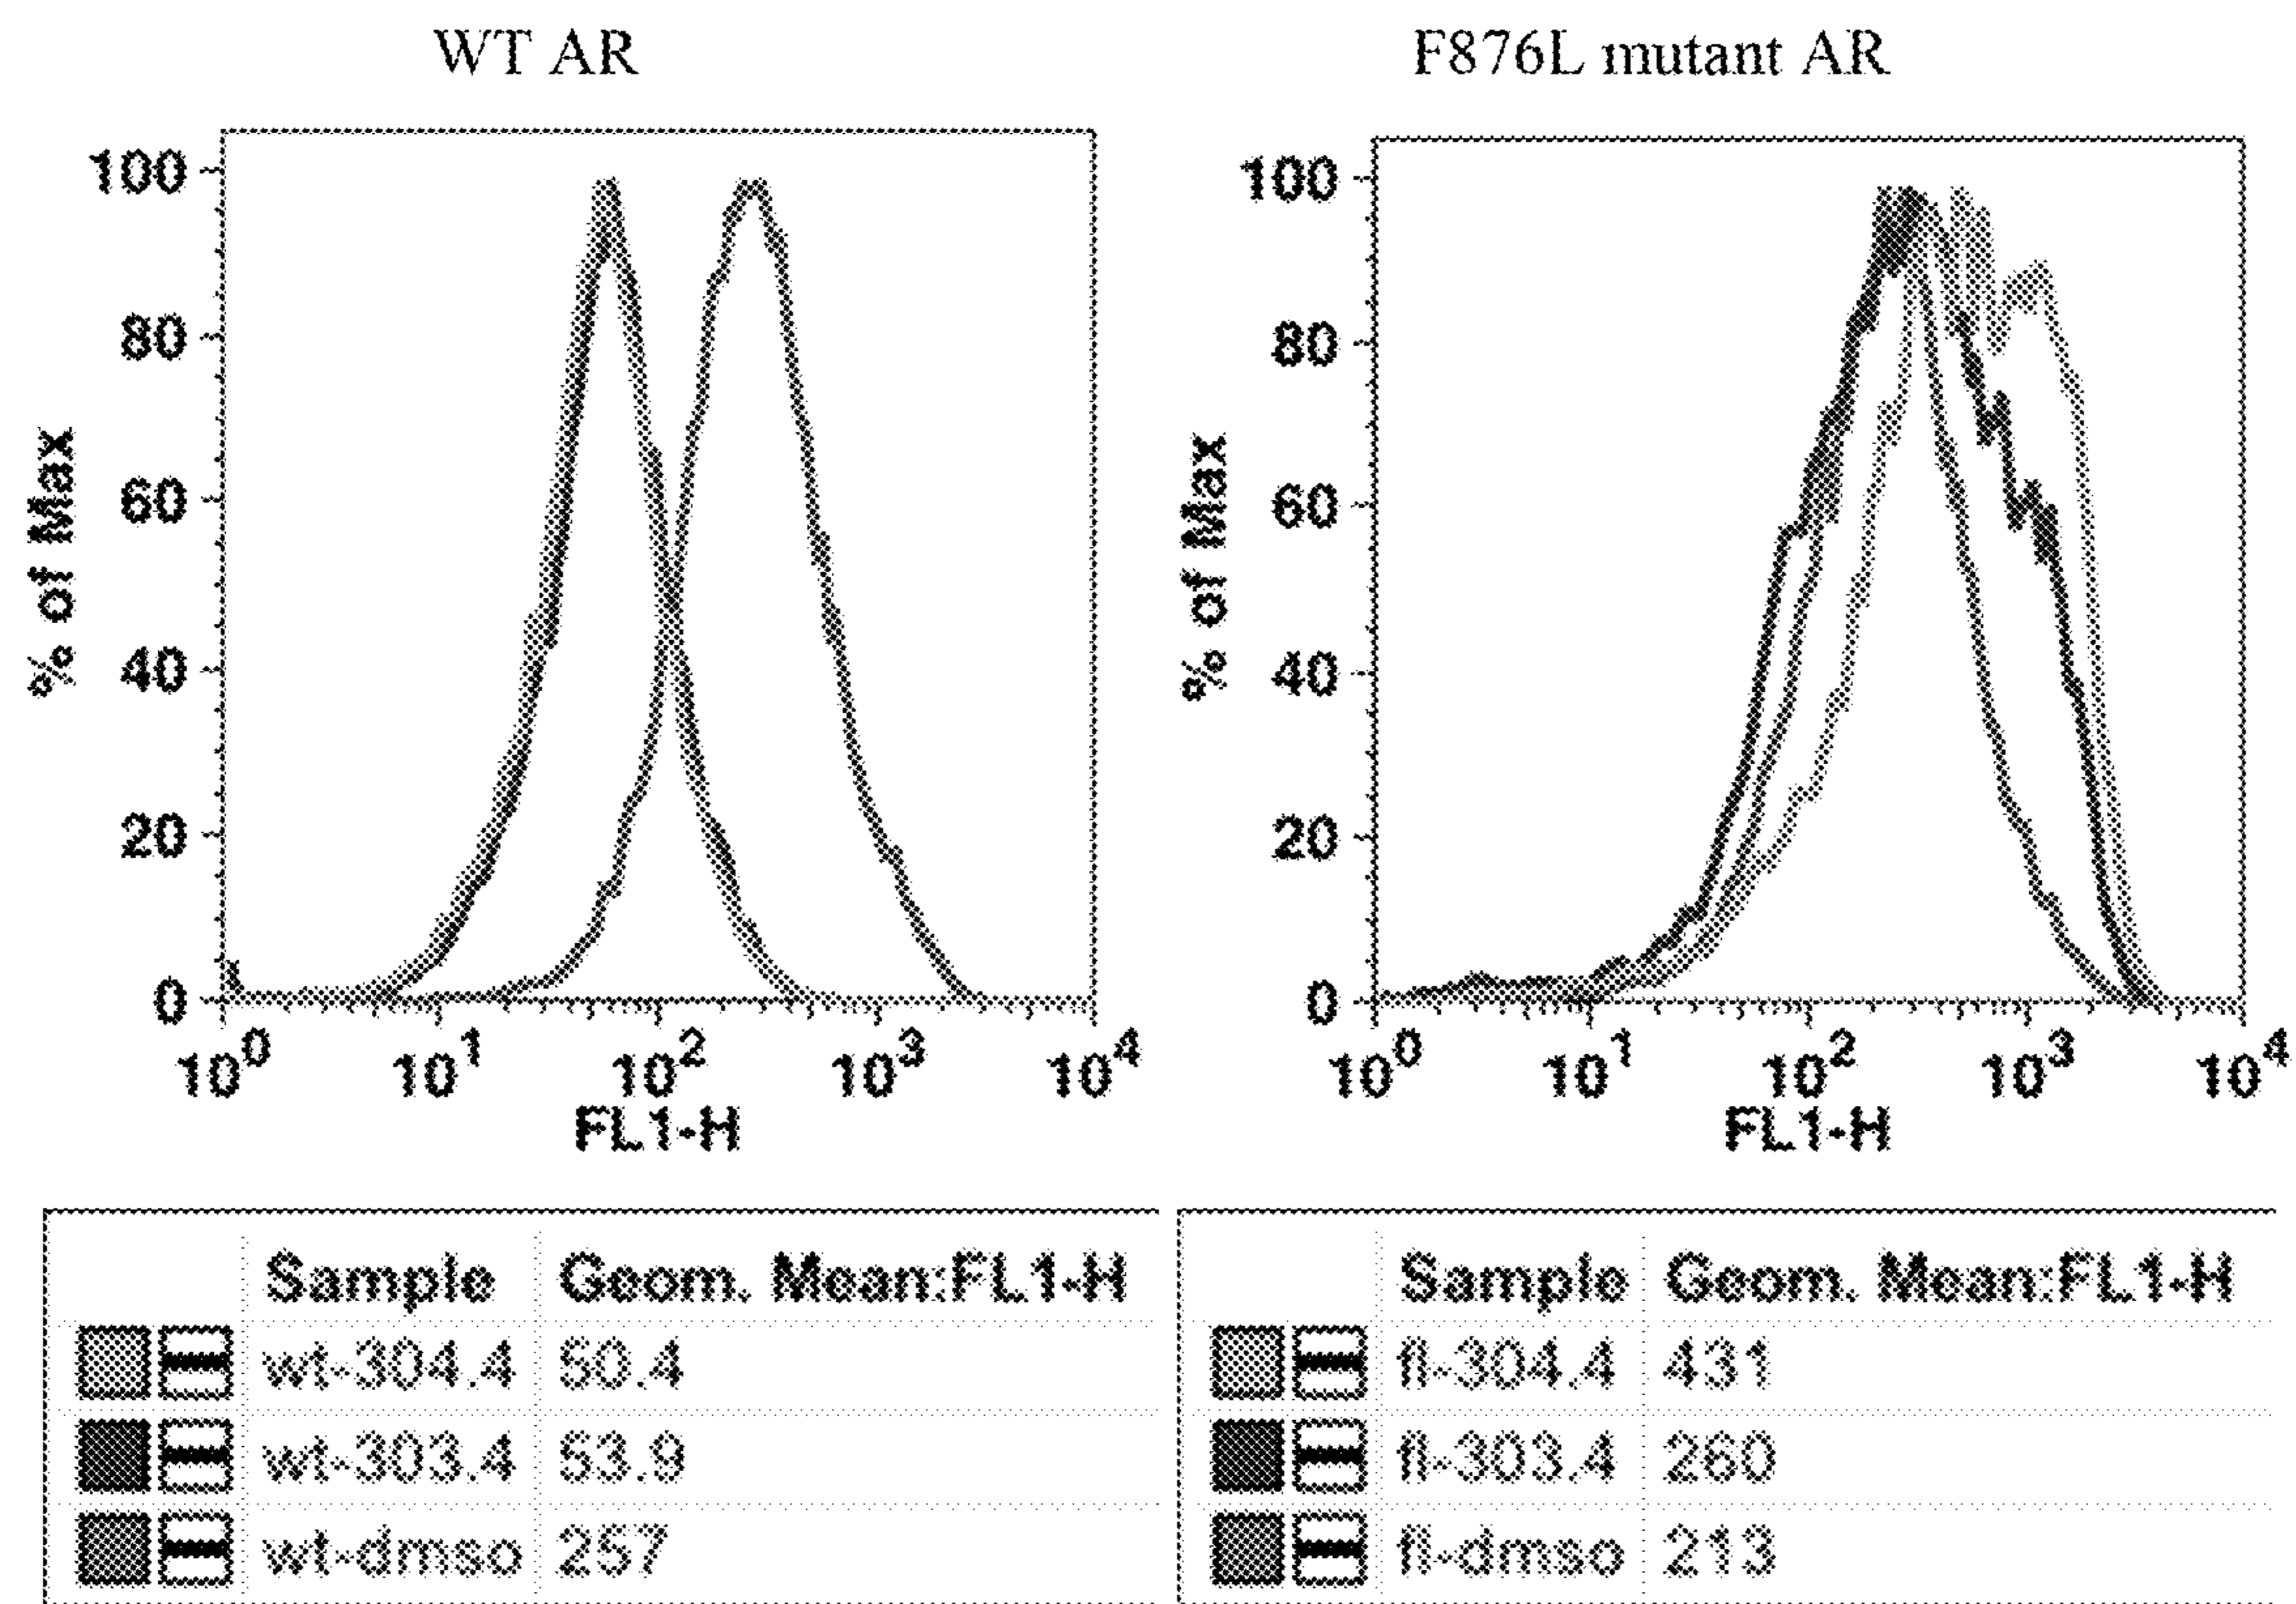 WT AR
F876L mutant AR
100
80
60
40
20
0
% of Max
10^0 10^1 10^2 10^3 10^4
FL1-H
100
80
60
40
20
0
% of Max
10^0 10^1 10^2 10^3 10^4
FL1-H
Sample Geom. Mean:FL1-H
wt-304.4 50.4
wt-303.4 53.9
wt-dmso 257
Sample Geom. Mean:FL1-H
fl-304.4 431
fl-303.4 260
fl-dmso 213